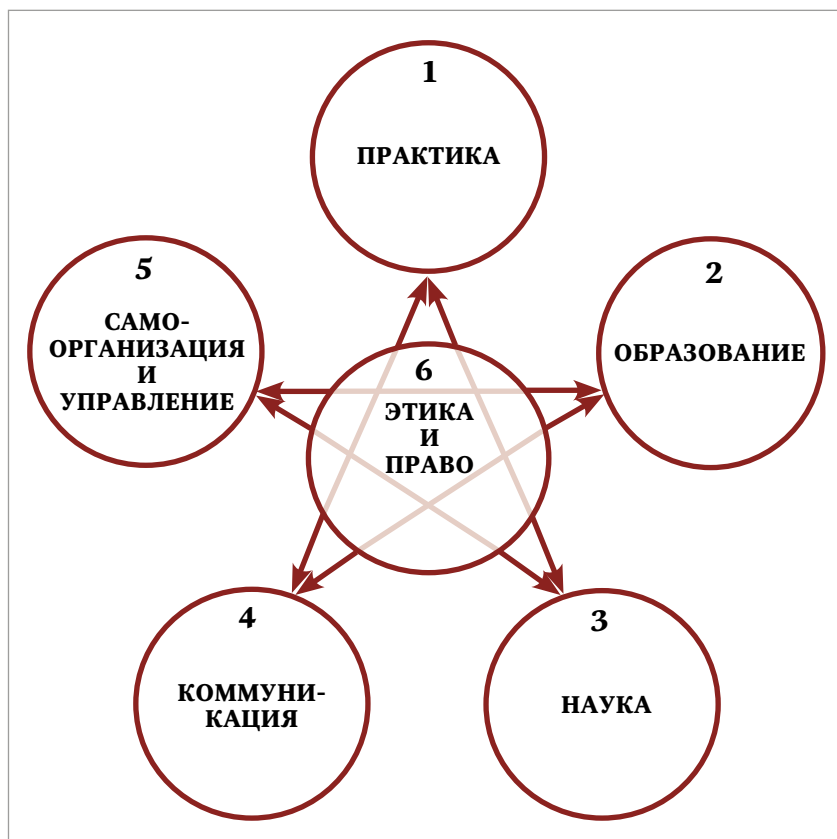 1
ПРАКТИКА
5
САМО-
ОРГАНИЗАЦИЯ
И
УПРАВЛЕНИЕ
2
ОБРАЗОВАНИЕ
6
ЭТИКА
И
ПРАВО
4
КОММУНИ-
КАЦИЯ
3
НАУКА